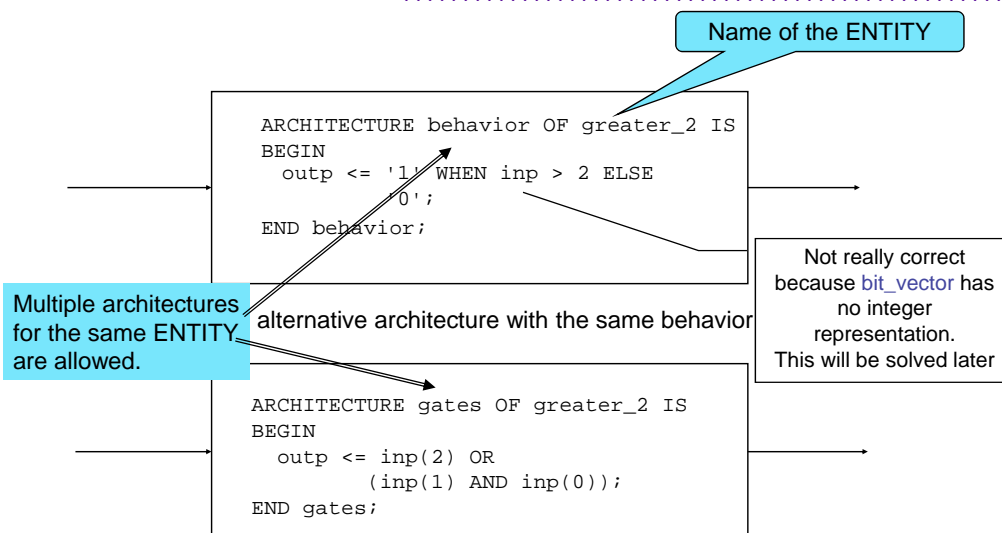 Name of the ENTITY
ARCHITECTURE behavior OF greater_2 IS
BEGIN
outp <= '1' WHEN inp > 2 ELSE
'0';
END behavior;
Not really correct
because bit_vector has
no integer
representation.
This will be solved later
Multiple architectures
for the same ENTITY
are allowed.
alternative architecture with the same behavior
ARCHITECTURE gates OF greater_2 IS
BEGIN
outp <= inp(2) OR
(inp(1) AND inp(0));
END gates;